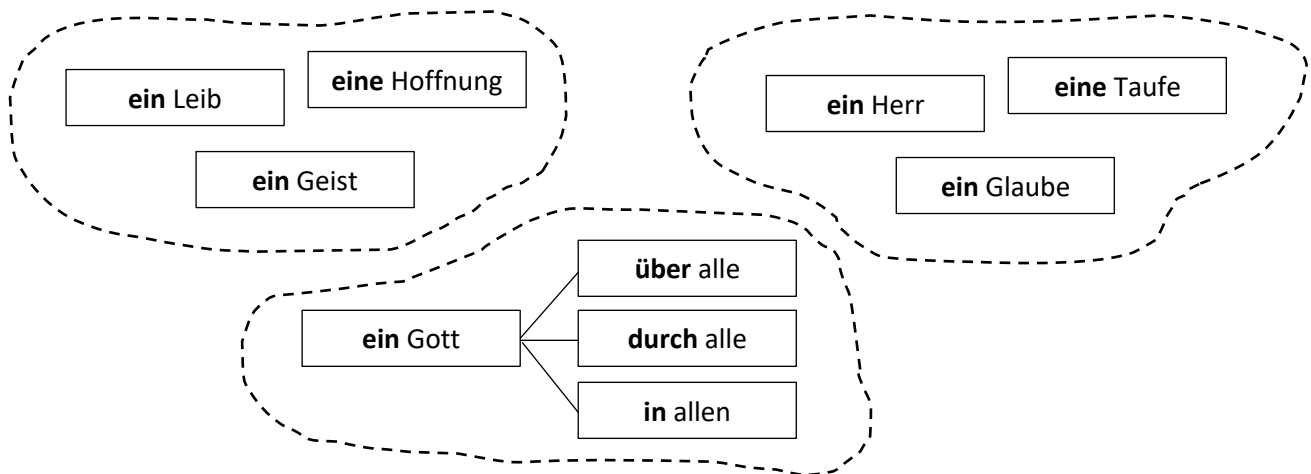 ein Leib
eine Hoffnung
ein Geist
ein Herr
eine Taufe
ein Glaube
ein Gott
über alle
durch alle
in allen